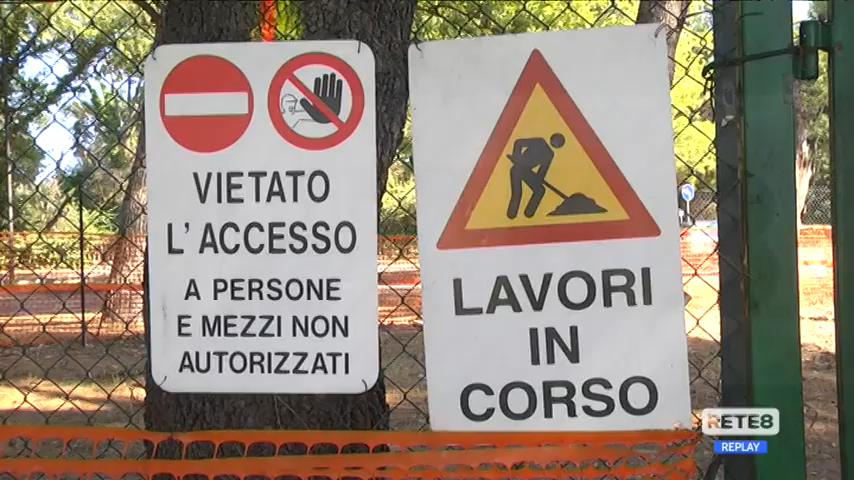 VIETATO
L'ACCESSO
A PERSONE
E MEZZI NON
AUTORIZZATI
LAVORI
IN
CORSO
RETE8
REPLAY